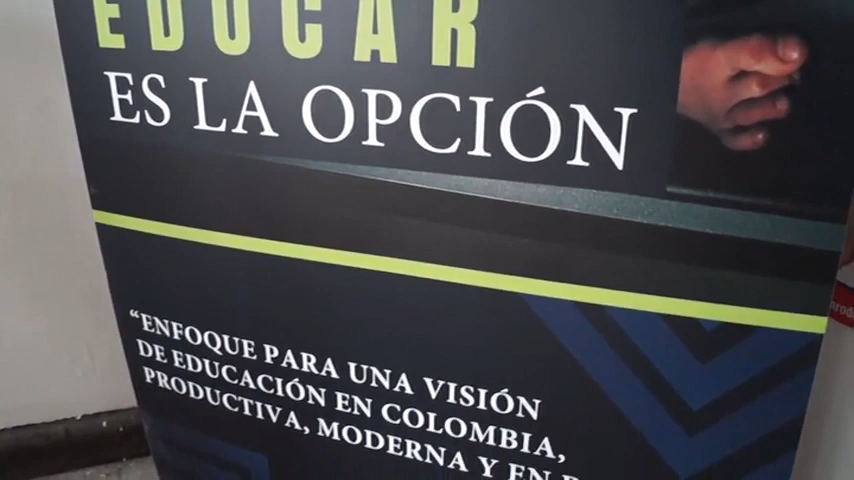 EDUCAR
ES LA OPCIÓN
“ENFOQUE PARA UNA VISIÓN
DE EDUCACIÓN EN COLOMBIA,
PRODUCTIVA, MODERNA Y EN